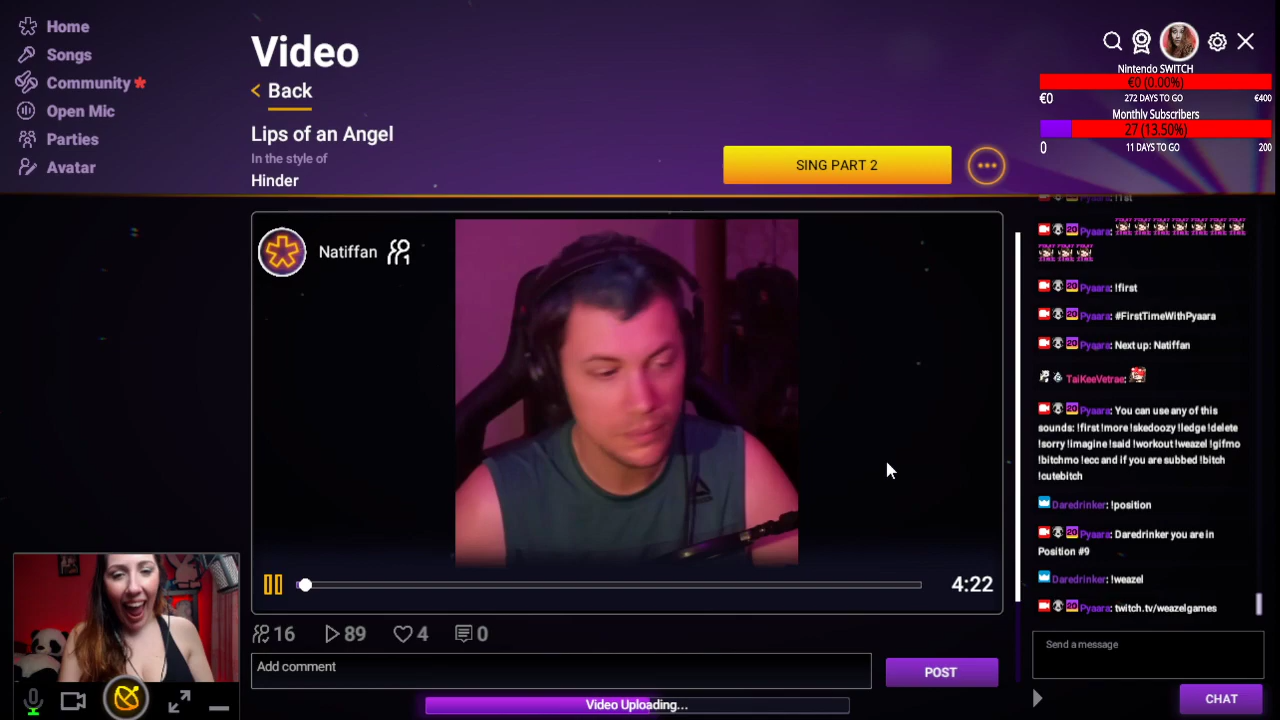 Home
Songs
Community *
Open Mic
Parties
Avatar
Video
< Back
Lips of an Angel
In the style of
Hinder
SING PART 2
Nintendo SWITCH
€0 (0.00%)
€0 272 DAYS TO GO €400
Monthly Subscribers
27 (13.50%)
0 11 DAYS TO GO 200
Natiffan
4:22
16 89 4 0
Add comment
POST
Video Uploading...
Pyaara:
Pyaara: !first
Pyaara: #FirstTimeWithPyaara
Pyaara: Next up: Natiffan
TaiKeeVetrae:
Pyaara: You can use any of this
sounds: !first !more !skedoozy !ledge !delete
!sorry !imagine !said !workout !weazel !gifmo
!bitchmo !ecc and if you are subbed !bitch
!cutebitch
Daredrinker: !position
Pyaara: Daredrinker you are in
Position #9
Daredrinker: !weazel
Pyaara: twitch.tv/weazelgames
Send a message
CHAT